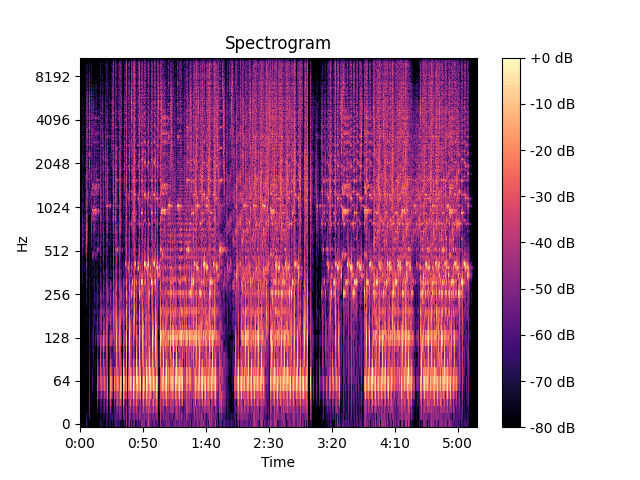 Spectrogram
Hz
8192
4096
2048
1024
512
256
128
64
0
0:00 0:50 1:40 2:30 3:20 4:10 5:00
Time
+0 dB
-10 dB
-20 dB
-30 dB
-40 dB
-50 dB
-60 dB
-70 dB
-80 dB